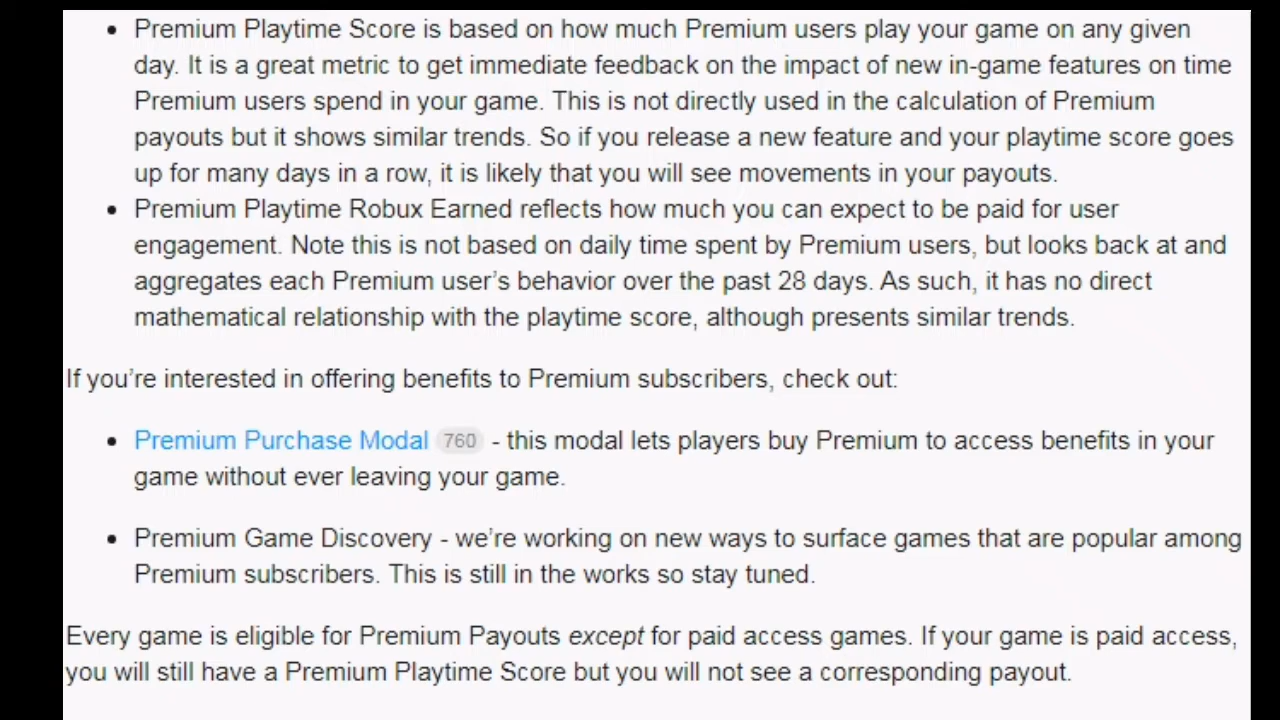 • Premium Playtime Score is based on how much Premium users play your game on any given
day. It is a great metric to get immediate feedback on the impact of new in-game features on time
Premium users spend in your game. This is not directly used in the calculation of Premium
payouts but it shows similar trends. So if you release a new feature and your playtime score goes
up for many days in a row, it is likely that you will see movements in your payouts.
• Premium Playtime Robux Earned reflects how much you can expect to be paid for user
engagement. Note this is not based on daily time spent by Premium users, but looks back at and
aggregates each Premium user’s behavior over the past 28 days. As such, it has no direct
mathematical relationship with the playtime score, although presents similar trends.
If you’re interested in offering benefits to Premium subscribers, check out:
• Premium Purchase Modal 760 - this modal lets players buy Premium to access benefits in your
game without ever leaving your game.
• Premium Game Discovery - we’re working on new ways to surface games that are popular among
Premium subscribers. This is still in the works so stay tuned.
Every game is eligible for Premium Payouts except for paid access games. If your game is paid access,
you will still have a Premium Playtime Score but you will not see a corresponding payout.